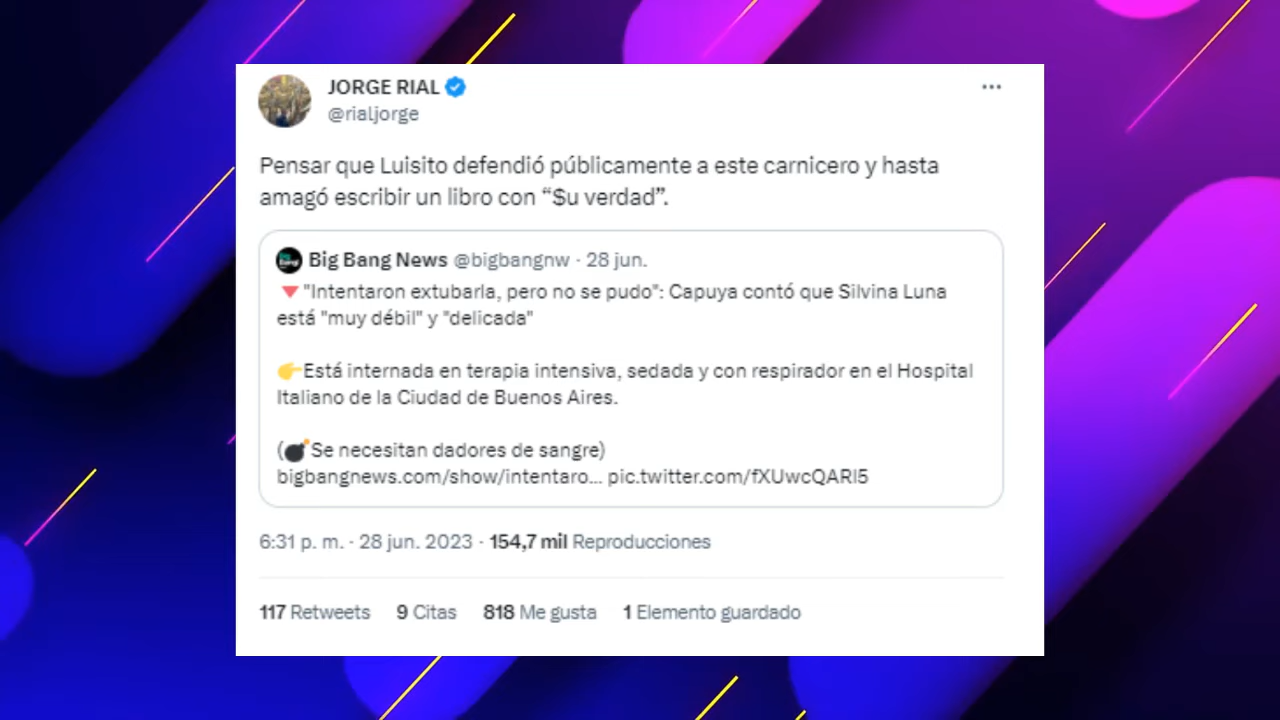 JORGE RIAL
@rialjorge
Pensar que Luisito defendió públicamente a este carnicero y hasta
amagó escribir un libro con “$u verdad”.
Big Bang News @bigbangnw · 28 jun.
🔻"Intentaron extubarla, pero no se pudo": Capuya contó que Silvina Luna
está "muy débil" y "delicada"
👉Está internada en terapia intensiva, sedada y con respirador en el Hospital
Italiano de la Ciudad de Buenos Aires.
(💣Se necesitan dadores de sangre)
bigbangnews.com/show/intentaro... pic.twitter.com/fXUwcQARl5
6:31 p. m. · 28 jun. 2023 · 154,7 mil Reproducciones
117 Retweets 9 Citas 818 Me gusta 1 Elemento guardado